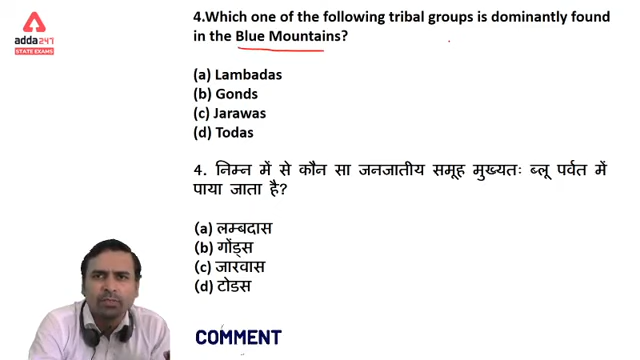 adda247
STATE EXAMS
4.Which one of the following tribal groups is dominantly found
in the Blue Mountains?
(a) Lambadas
(b) Gonds
(c) Jarawas
(d) Todas
4. निम्न में से कौन सा जनजातीय समूह मुख्यतः ब्लू पर्वत में
पाया जाता है?
(a) लम्बदास
(b) गोंड्स
(c) जारवास
(d) टोडस
COMMENT